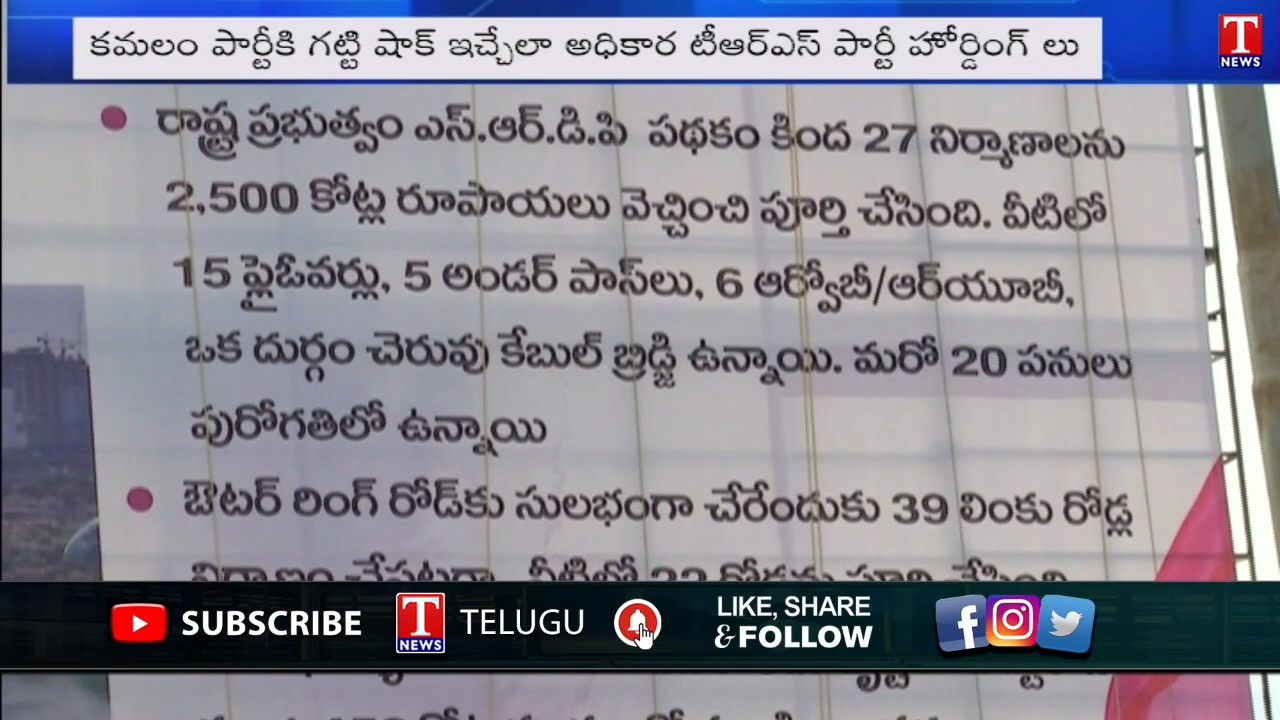 కమలం పార్టీకి గట్టి షాక్ ఇచ్చేలా అధికార టీఆర్ఎస్ పార్టీ హోర్డింగ్ లు
T NEWS
రాష్ట్ర ప్రభుత్వం ఎస్.ఆర్.డి.పి పథకం కింద 27 నిర్మాణాలను
2,500 కోట్ల రూపాయలు వెచ్చించి పూర్తి చేసింది. వీటిలో
15 ఫ్లైఓవర్లు, 5 అండర్ పాస్‌లు, 6 ఆర్వోబీ/ఆర్‌యూబీ,
ఒక దుర్గం చెరువు కేబుల్ బ్రిడ్జి ఉన్నాయి. మరో 20 పనులు
పురోగతిలో ఉన్నాయి
ఔటర్ రింగ్ రోడ్‌కు సులభంగా చేరేందుకు 39 లింకు రోడ్ల
SUBSCRIBE T NEWS TELUGU LIKE, SHARE & FOLLOW